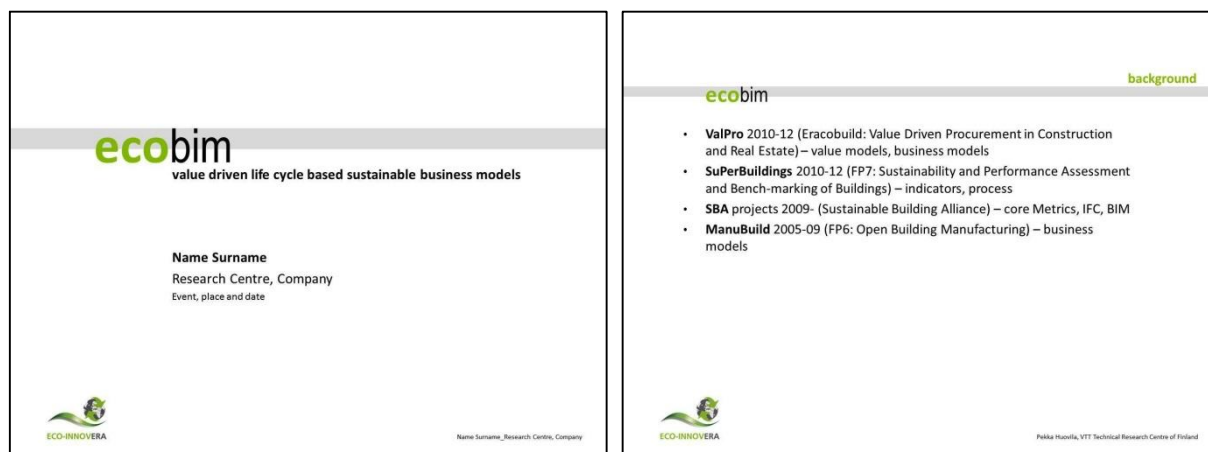 ecobim
value driven life cycle based sustainable business models
Name Surname
Research Centre, Company
Event, place and date
ECO-INNOVERA
Name Surname_Research Centre, Company
background
ecobim
• ValPro 2010-12 (Eracobuild: Value Driven Procurement in Construction
and Real Estate) – value models, business models
• SuPerBuildings 2010-12 (FP7: Sustainability and Performance Assessment
and Bench-marking of Buildings) – indicators, process
• SBA projects 2009- (Sustainable Building Alliance) – core Metrics, IFC, BIM
• ManuBuild 2005-09 (FP6: Open Building Manufacturing) – business
models
ECO-INNOVERA
Pekka Huovila, VTT Technical Research Centre of Finland